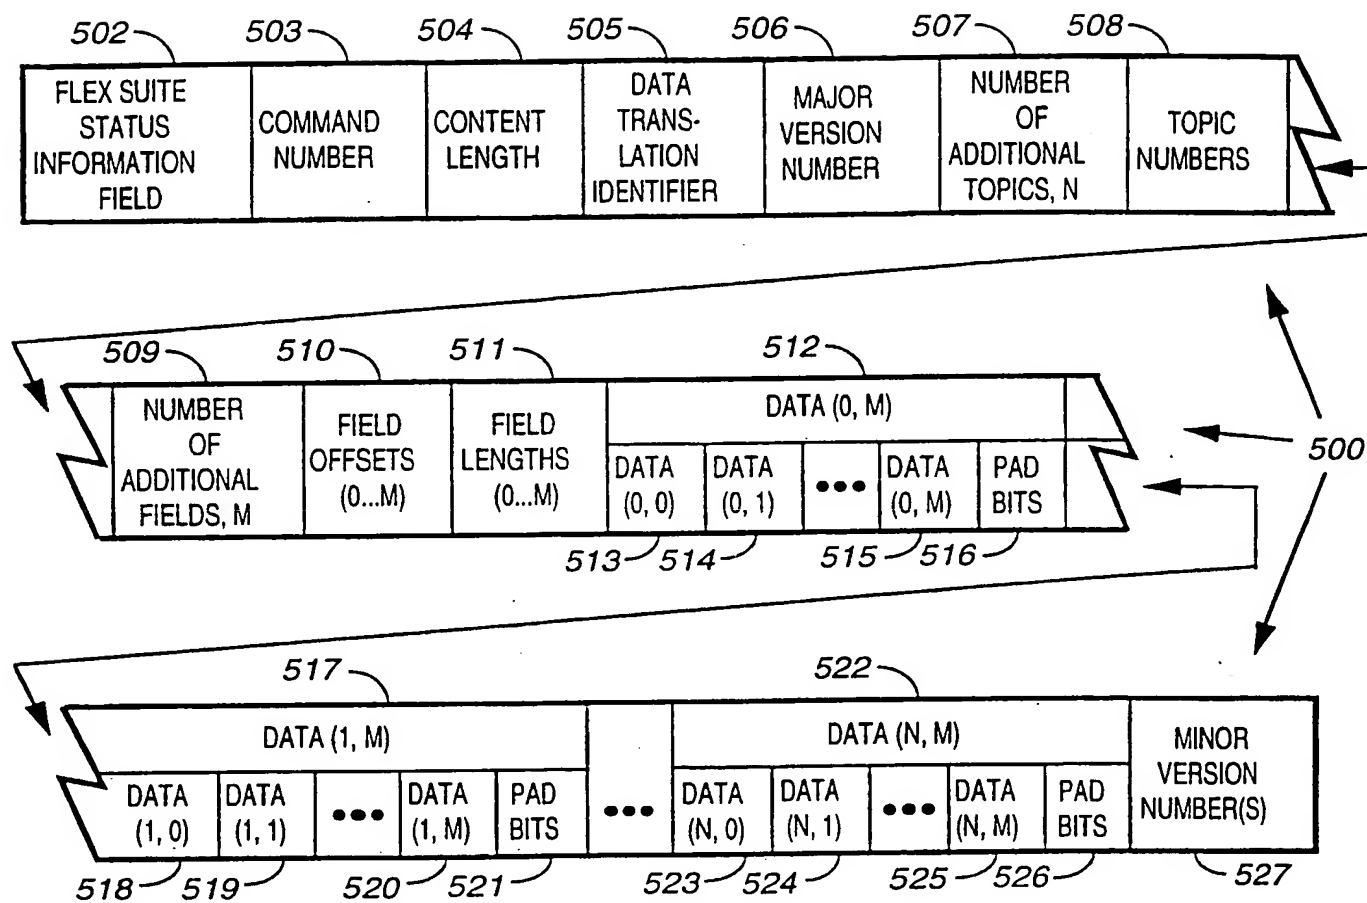 502 503 504 505 506 507 508
FLEX SUITE
STATUS
INFORMATION
FIELD
COMMAND
NUMBER
CONTENT
LENGTH
DATA
TRANS-
LATION
IDENTIFIER
MAJOR
VERSION
NUMBER
NUMBER
OF
ADDITIONAL
TOPICS, N
TOPIC
NUMBERS
509 510 511 512
NUMBER
OF
ADDITIONAL
FIELDS, M
FIELD
OFFSETS
(0...M)
FIELD
LENGTHS
(0...M)
DATA (0, M)
DATA
(0, 0)
DATA
(0, 1)
•••
DATA
(0, M)
PAD
BITS
500
513 514 515 516
517 522
DATA (1, M)
DATA
(1, 0)
DATA
(1, 1)
•••
DATA
(1, M)
PAD
BITS
•••
DATA (N, M)
DATA
(N, 0)
DATA
(N, 1)
•••
DATA
(N, M)
PAD
BITS
MINOR
VERSION
NUMBER(S)
518 519 520 521 523 524 525 526 527